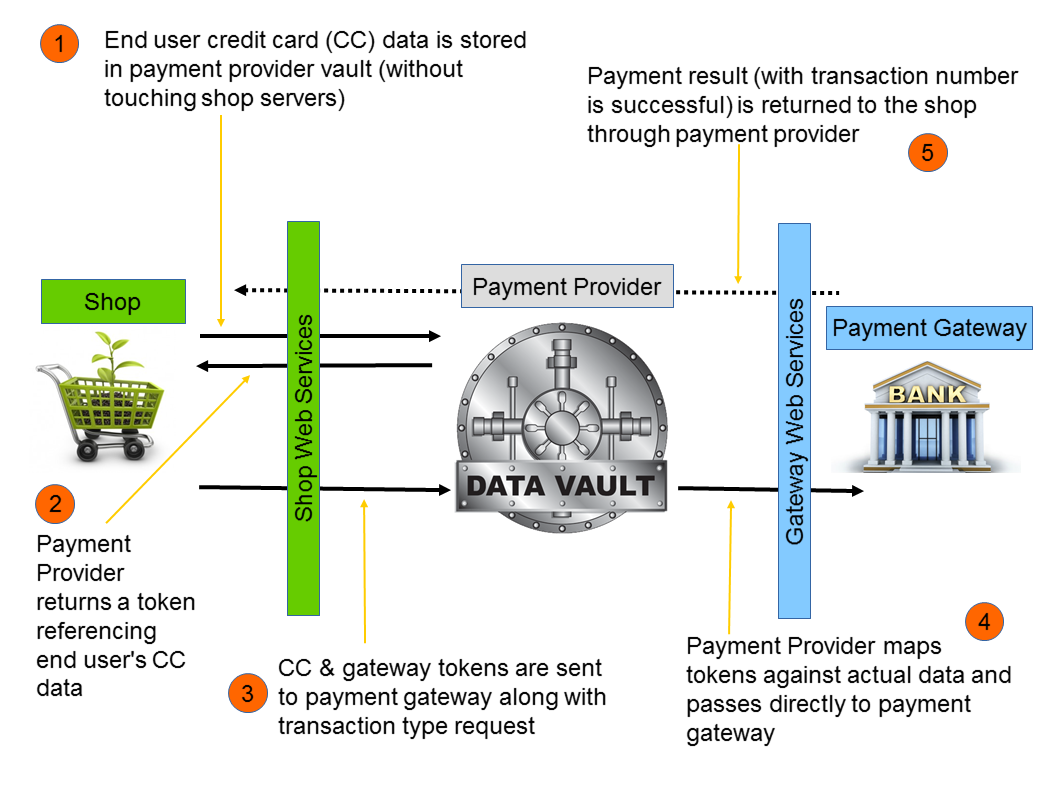 1
End user credit card (CC) data is stored
in payment provider vault (without
touching shop servers)
Payment result (with transaction number
is successful) is returned to the shop
through payment provider
5
Shop
Payment Provider
Payment Gateway
Shop Web Services
Gateway Web Services
BANK
DATA VAULT
2
Payment
Provider
returns a token
referencing
end user's CC
data
3
CC & gateway tokens are sent
to payment gateway along with
transaction type request
4
Payment Provider maps
tokens against actual data and
passes directly to payment
gateway